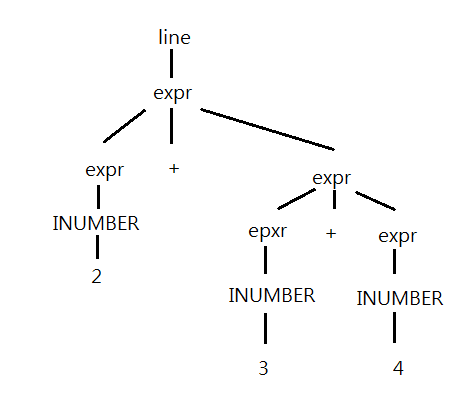 line
expr
expr + expr
INUMBER epxr + expr
2 INUMBER INUMBER
3 4